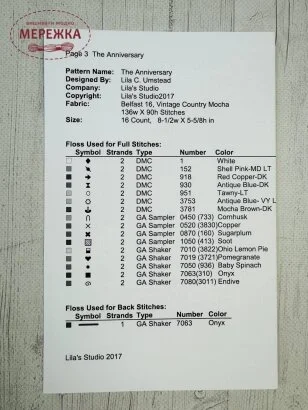 ВИШИВАТИ МОДНО
МЕРЕЖКА
Page 3 The Anniversary
Pattern Name: The Anniversary
Designed By: Lila C. Umstead
Company: Lila's Studio
Copyright: Lila's Studio2017
Fabric: Belfast 16, Vintage Country Mocha
136w X 90h Stitches
Size: 16 Count, 8-1/2w X 5-5/8h in
Floss Used for Full Stitches:
Symbol Strands Type Number Color
2 DMC 1 White
2 DMC 152 Shell Pink-MD LT
2 DMC 918 Red Copper-DK
2 DMC 930 Antique Blue-DK
2 DMC 951 Tawny-LT
2 DMC 3753 Antique Blue- VY L
2 DMC 3781 Mocha Brown-DK
2 GA Sampler 0450 (733) Cornhusk
2 GA Sampler 0520 (3830)Copper
2 GA Sampler 0870 (160) Sugarplum
2 GA Sampler 1050 (413) Soot
2 GA Shaker 7010 (3822)Ohio Lemon Pie
2 GA Shaker 7019 (3721)Pomegranate
2 GA Shaker 7050 (936) Baby Spinach
2 GA Shaker 7063(310) Onyx
2 GA Shaker 7080(3011) Endive
Floss Used for Back Stitches:
Symbol Strands Type Number Color
1 GA Shaker 7063 Onyx
Lila's Studio 2017